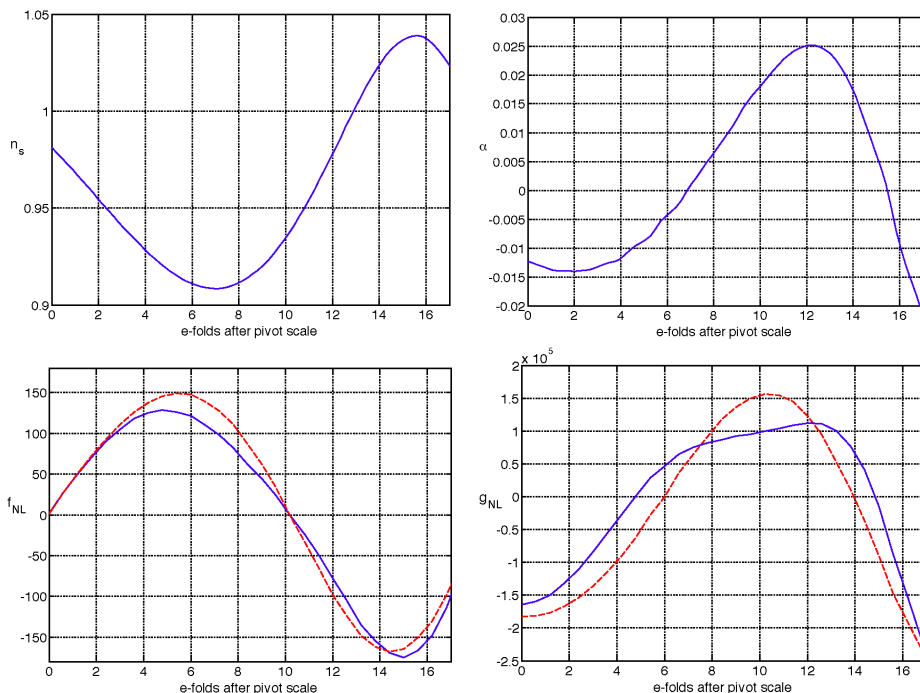 1.05
1
0.95
0.9
n_s
0 2 4 6 8 10 12 14 16
e-folds after pivot scale
0.03
0.025
0.02
0.015
0.01
0.005
0
-0.005
-0.01
-0.015
-0.02
α
0 2 4 6 8 10 12 14 16
e-folds after pivot scale
150
100
50
0
-50
-100
-150
f_NL
0 2 4 6 8 10 12 14 16
e-folds after pivot scale
x 10^5
2
1.5
1
0.5
0
-0.5
-1
-1.5
-2
-2.5
g_NL
0 2 4 6 8 10 12 14 16
e-folds after pivot scale